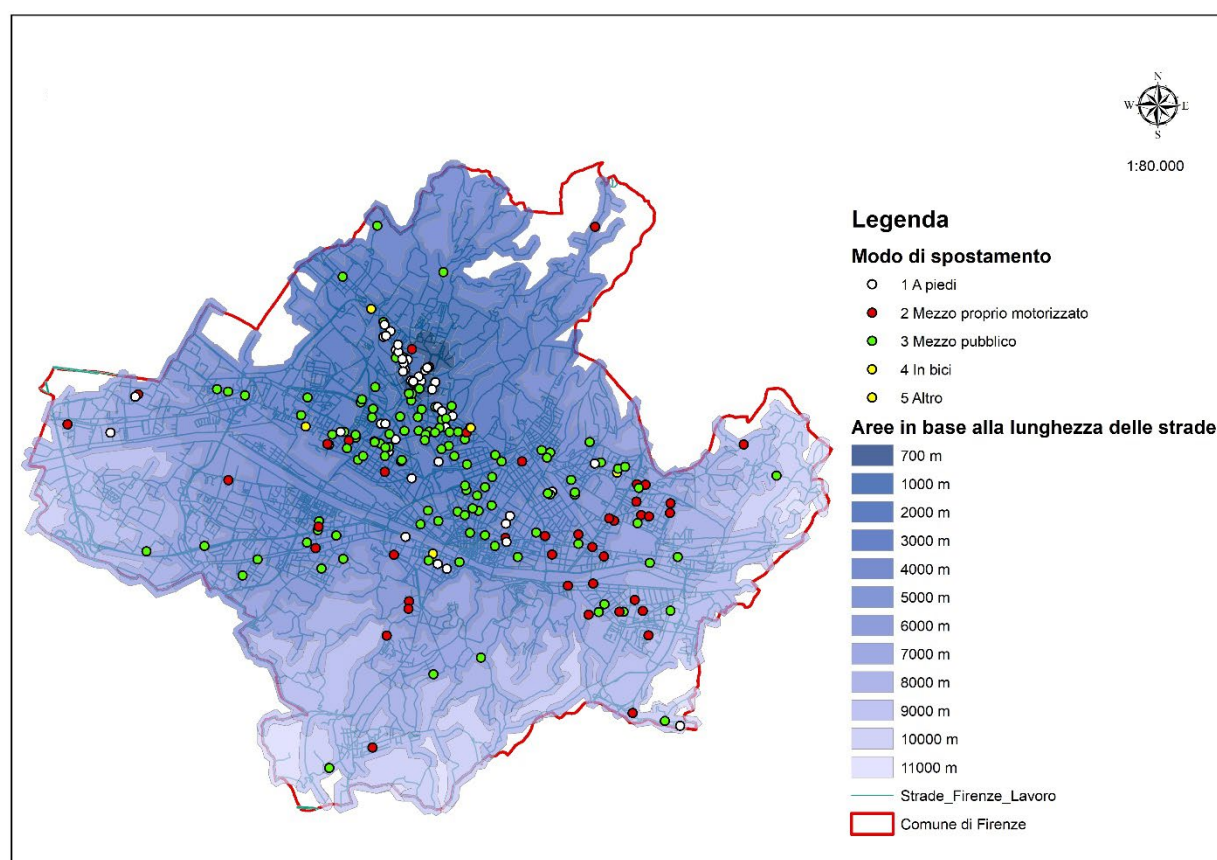 N
W E
S
1:80.000
Legenda
Modo di spostamento
1 A piedi
2 Mezzo proprio motorizzato
3 Mezzo pubblico
4 In bici
5 Altro
Aree in base alla lunghezza delle strade
700 m
1000 m
2000 m
3000 m
4000 m
5000 m
6000 m
7000 m
8000 m
9000 m
10000 m
11000 m
Strade_Firenze_Lavoro
Comune di Firenze